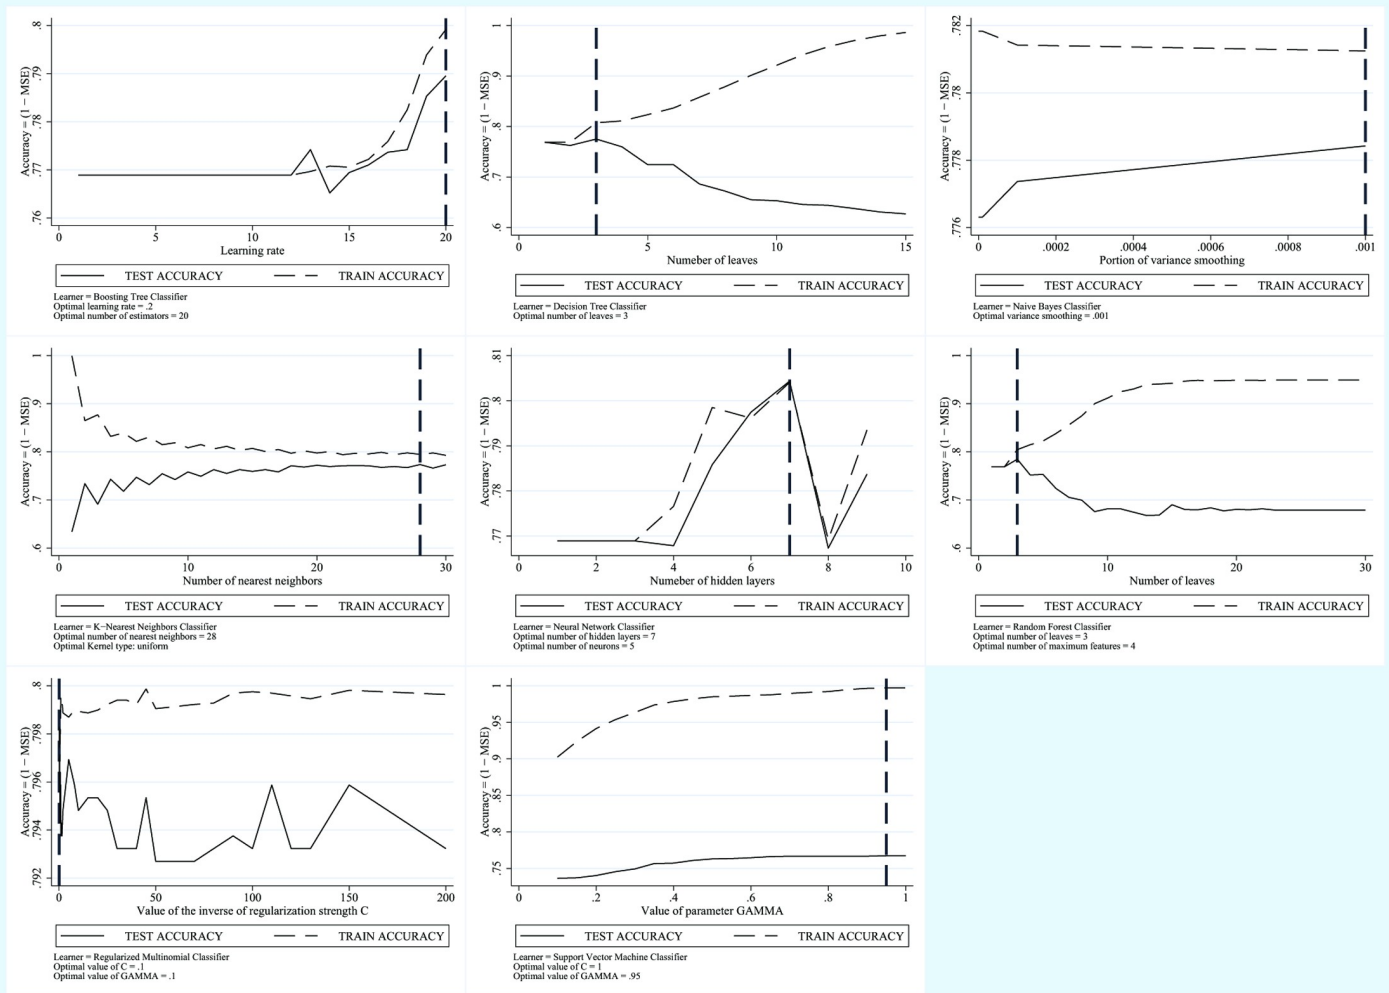 Accuracy = (1 − MSE)
.8
.79
.78
.77
.76
0 5 10 15 20
Learning rate
TEST ACCURACY TRAIN ACCURACY
Learner = Boosting Tree Classifier
Optimal learning rate = .2
Optimal number of estimators = 20
Accuracy = (1 − MSE)
1
.9
.8
.7
.6
0 5 10 15
Numeber of leaves
TEST ACCURACY TRAIN ACCURACY
Learner = Decision Tree Classifier
Optimal number of leaves = 3
Accuracy = (1 − MSE)
.782
.78
.778
.776
0 .0002 .0004 .0006 .0008 .001
Portion of variance smoothing
TEST ACCURACY TRAIN ACCURACY
Learner = Naive Bayes Classifier
Optimal variance smoothing = .001
Accuracy = (1 − MSE)
1
.9
.8
.7
.6
0 10 20 30
Number of nearest neighbors
TEST ACCURACY TRAIN ACCURACY
Learner = K−Nearest Neighbors Classifier
Optimal number of nearest neighbors = 28
Optimal Kernel type: uniform
Accuracy = (1 − MSE)
.81
.8
.79
.78
.77
0 2 4 6 8 10
Numeber of hidden layers
TEST ACCURACY TRAIN ACCURACY
Learner = Neural Network Classifier
Optimal number of hidden layers = 7
Optimal number of neurons = 5
Accuracy = (1 − MSE)
1
.9
.8
.7
.6
0 10 20 30
Number of leaves
TEST ACCURACY TRAIN ACCURACY
Learner = Random Forest Classifier
Optimal number of leaves = 3
Optimal number of maximum features = 4
Accuracy = (1 − MSE)
.8
.798
.796
.794
.792
0 50 100 150 200
Value of the inverse of regularization strength C
TEST ACCURACY TRAIN ACCURACY
Learner = Regularized Multinomial Classifier
Optimal value of C = .1
Optimal value of GAMMA = .1
Accuracy = (1 − MSE)
1
.95
.9
.85
.8
.75
0 .2 .4 .6 .8 1
Value of parameter GAMMA
TEST ACCURACY TRAIN ACCURACY
Learner = Support Vector Machine Classifier
Optimal value of C = 1
Optimal value of GAMMA = .95